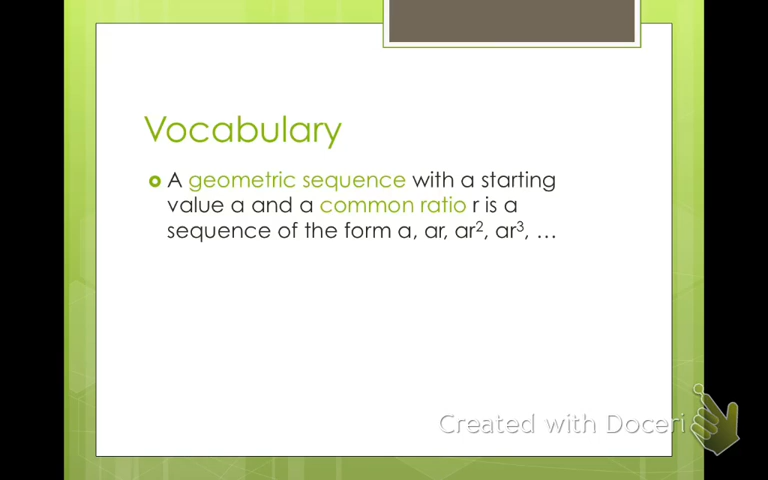 Vocabulary
A geometric sequence with a starting
value a and a common ratio r is a
sequence of the form a, ar, ar², ar³, …
Created with Doceri